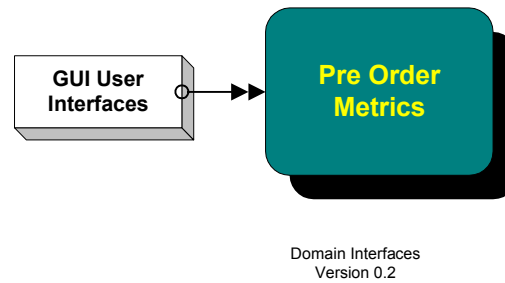 GUI User
Interfaces
Pre Order
Metrics
Domain Interfaces
Version 0.2